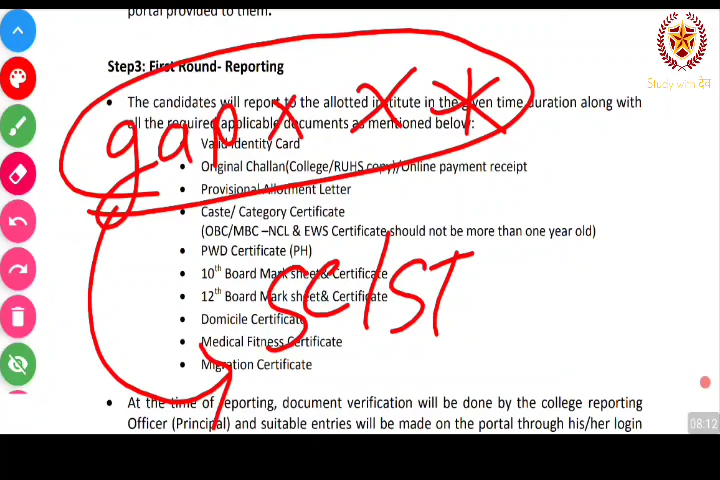 portal provided to them.
Study with देव
Step3: First Round- Reporting
• The candidates will report to the allotted institute in the given time duration along with
all the required applicable documents as mentioned below:
gap x x x
• Valid Identity Card
• Original Challan(College/RUHS copy)/Online payment receipt
• Provisional Allotment Letter
• Caste/ Category Certificate
(OBC/MBC –NCL & EWS Certificate should not be more than one year old)
• PWD Certificate (PH)
• 10th Board Mark sheet& Certificate
SC/ST
• 12th Board Mark sheet& Certificate
• Domicile Certificate
• Medical Fitness Certificate
• Migration Certificate
• At the time of reporting, document verification will be done by the college reporting
Officer (Principal) and suitable entries will be made on the portal through his/her login
08:12